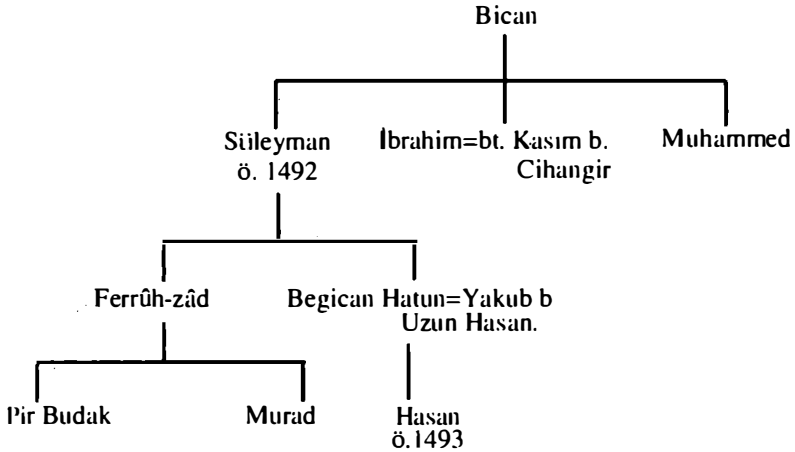 Bican
Süleyman
ö. 1492
İbrahim=bt. Kasım b.
Cihangir
Muhammed
Ferrûh-zâd
Begican Hatun=Yakub b
Uzun Hasan.
Pir Budak
Murad
Hasan
ö.1493